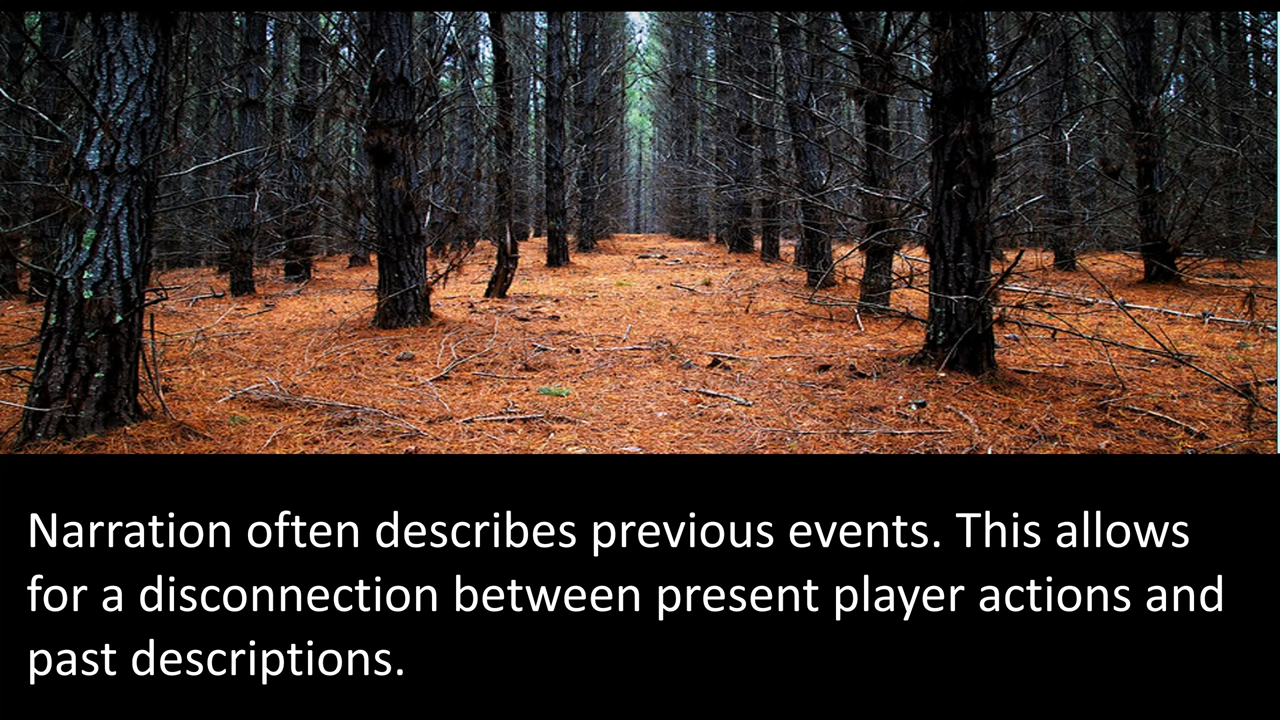 Narration often describes previous events. This allows
for a disconnection between present player actions and
past descriptions.